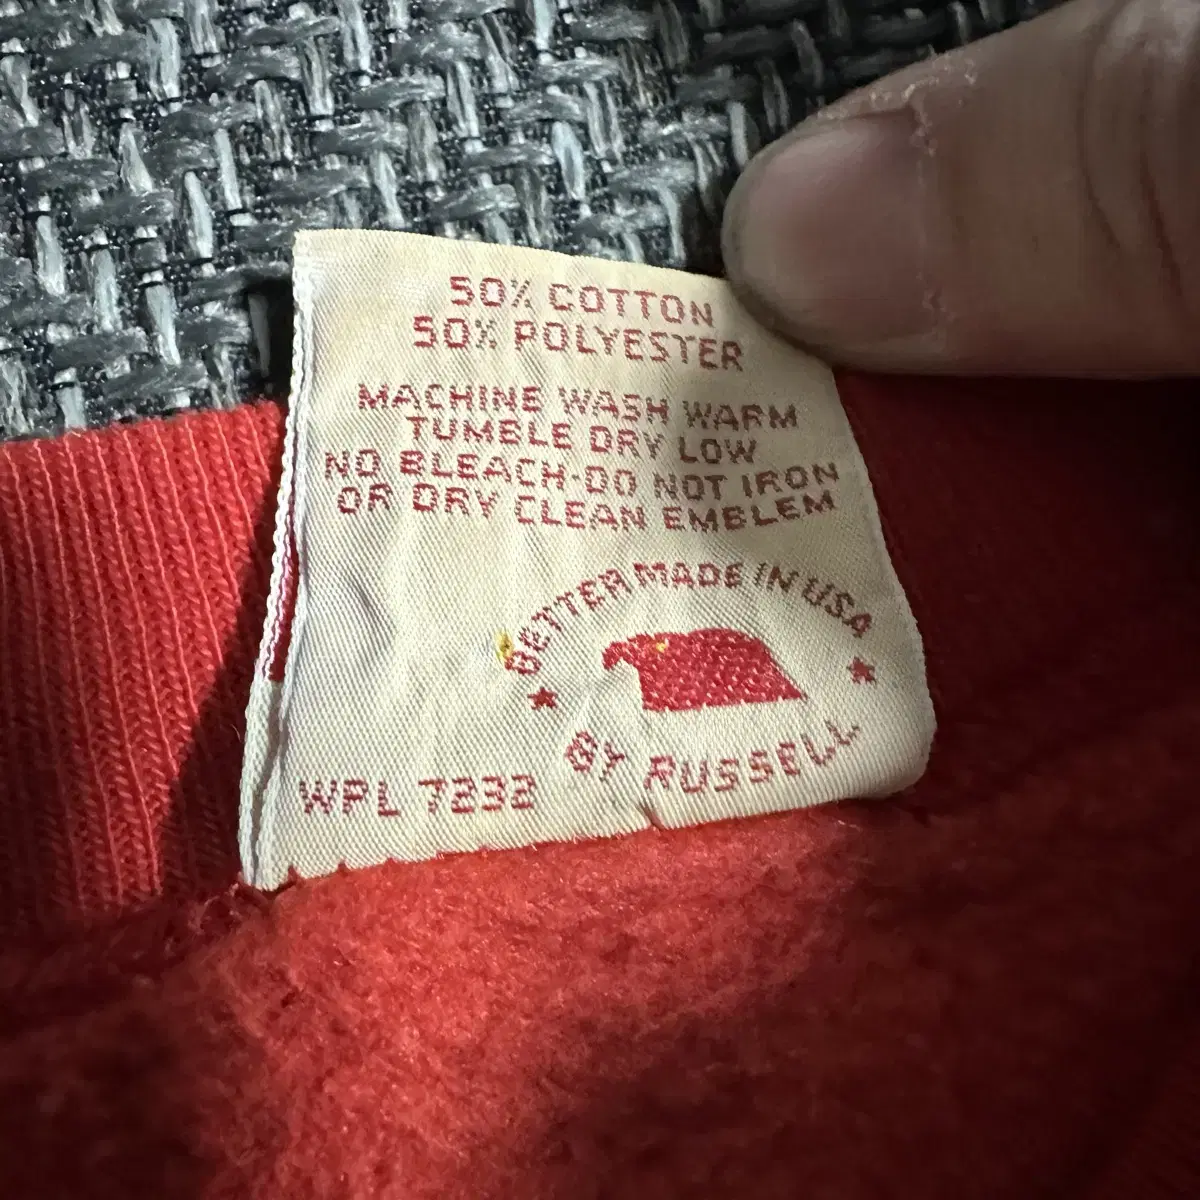 50% COTTON
50% POLYESTER
MACHINE WASH WARM
TUMBLE DRY LOW
NO BLEACH-DO NOT IRON
OR DRY CLEAN EMBLEM
BETTER MADE IN USA
BY RUSSELL
WPL 7232